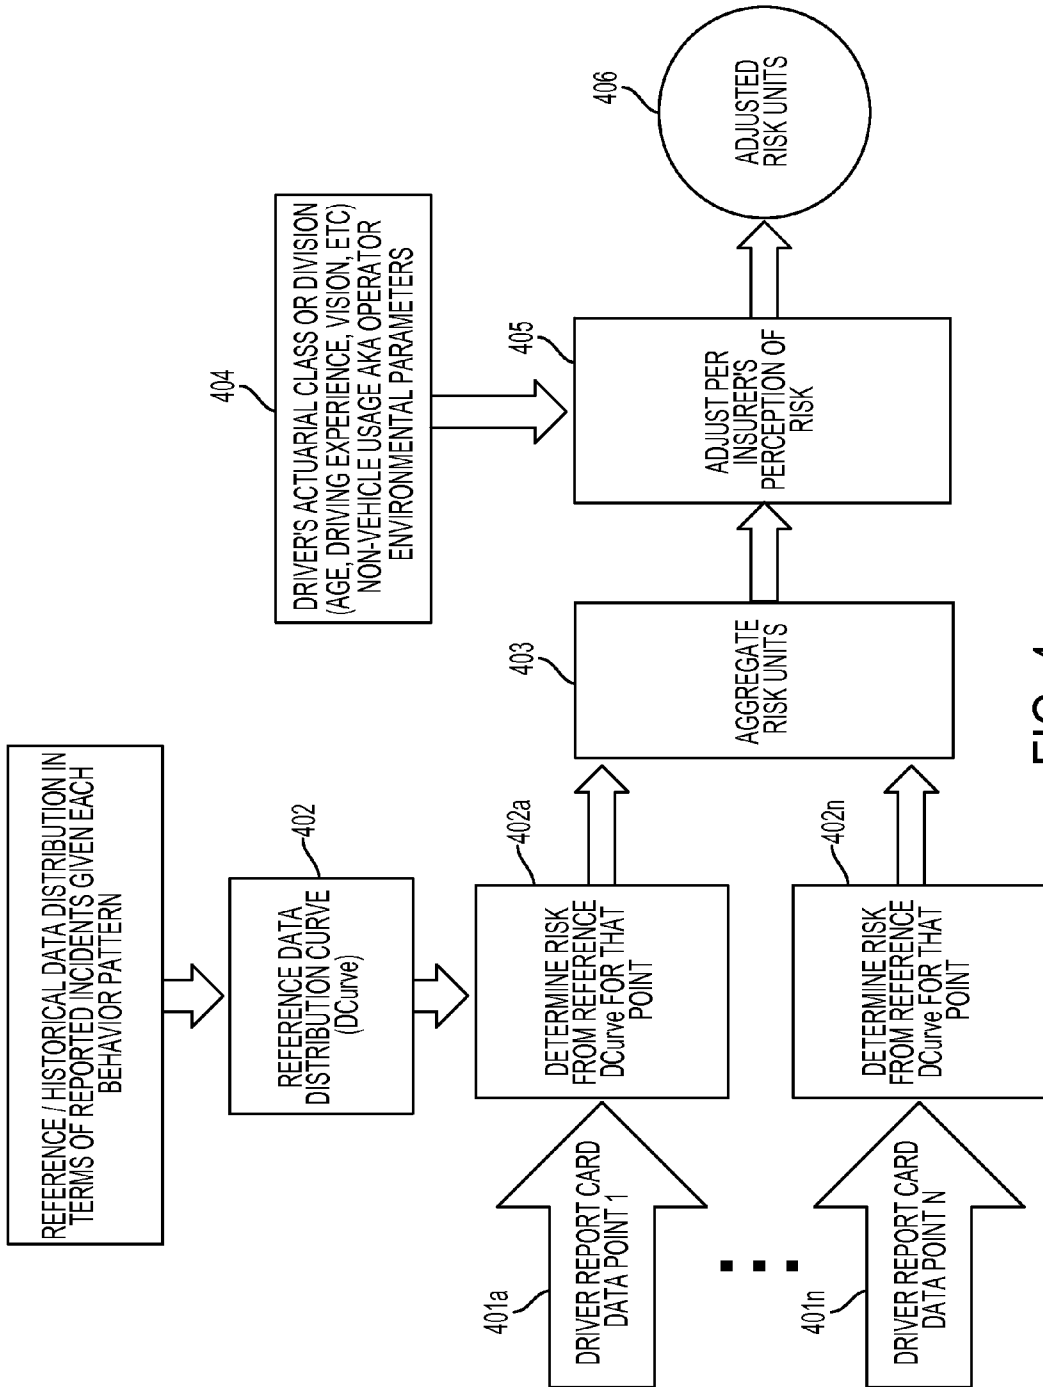 REFERENCE / HISTORICAL DATA DISTRIBUTION IN
TERMS OF REPORTED INCIDENTS GIVEN EACH
BEHAVIOR PATTERN
402
REFERENCE DATA
DISTRIBUTION CURVE
(DCurve)
401a
DRIVER REPORT CARD
DATA POINT 1
402a
DETERMINE RISK
FROM REFERENCE
DCurve FOR THAT
POINT
401n
DRIVER REPORT CARD
DATA POINT N
402n
DETERMINE RISK
FROM REFERENCE
DCurve FOR THAT
POINT
403
AGGREGATE
RISK UNITS
404
DRIVER'S ACTUARIAL CLASS OR DIVISION
(AGE, DRIVING EXPERIENCE, VISION, ETC)
NON-VEHICLE USAGE AKA OPERATOR
ENVIRONMENTAL PARAMETERS
405
ADJUST PER
INSURER'S
PERCEPTION OF
RISK
406
ADJUSTED
RISK UNITS